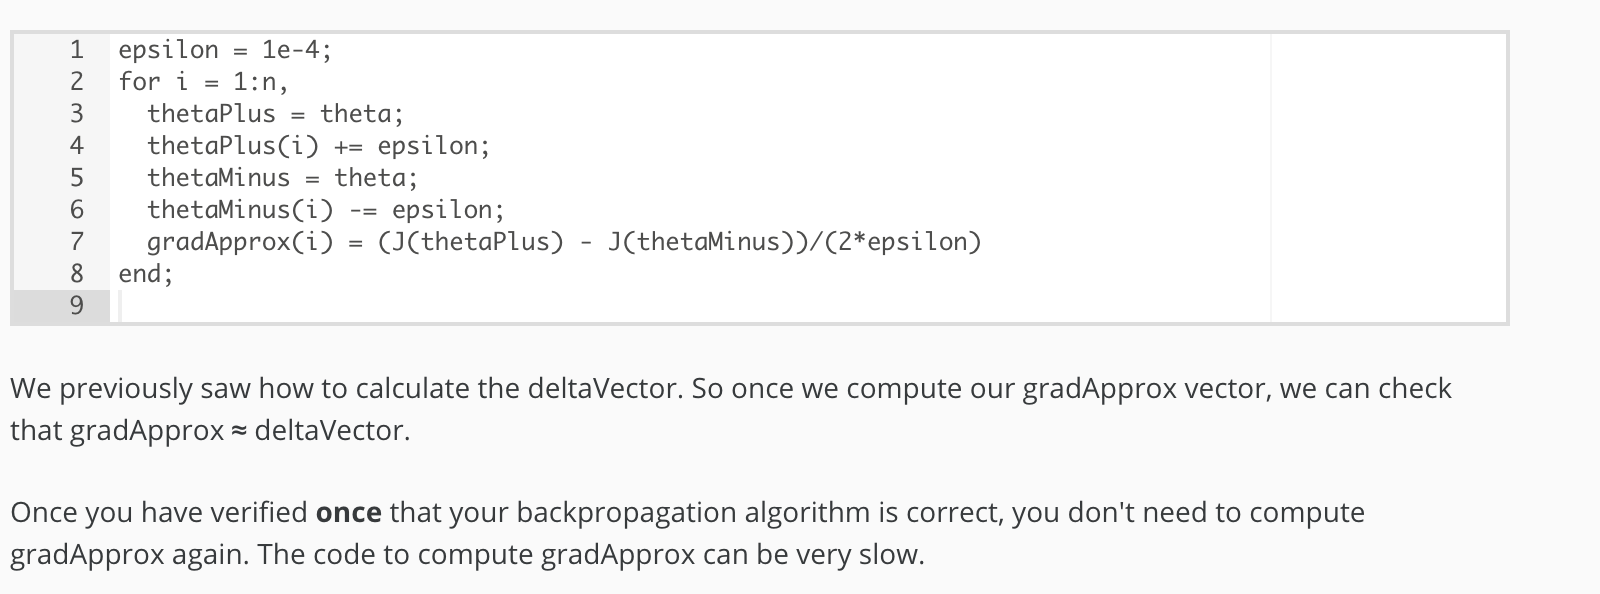 1 epsilon = 1e-4;
2 for i = 1:n,
3   thetaPlus = theta;
4   thetaPlus(i) += epsilon;
5   thetaMinus = theta;
6   thetaMinus(i) -= epsilon;
7   gradApprox(i) = (J(thetaPlus) - J(thetaMinus))/(2*epsilon)
8 end;
9
We previously saw how to calculate the deltaVector. So once we compute our gradApprox vector, we can check
that gradApprox ≈ deltaVector.
Once you have verified once that your backpropagation algorithm is correct, you don't need to compute
gradApprox again. The code to compute gradApprox can be very slow.